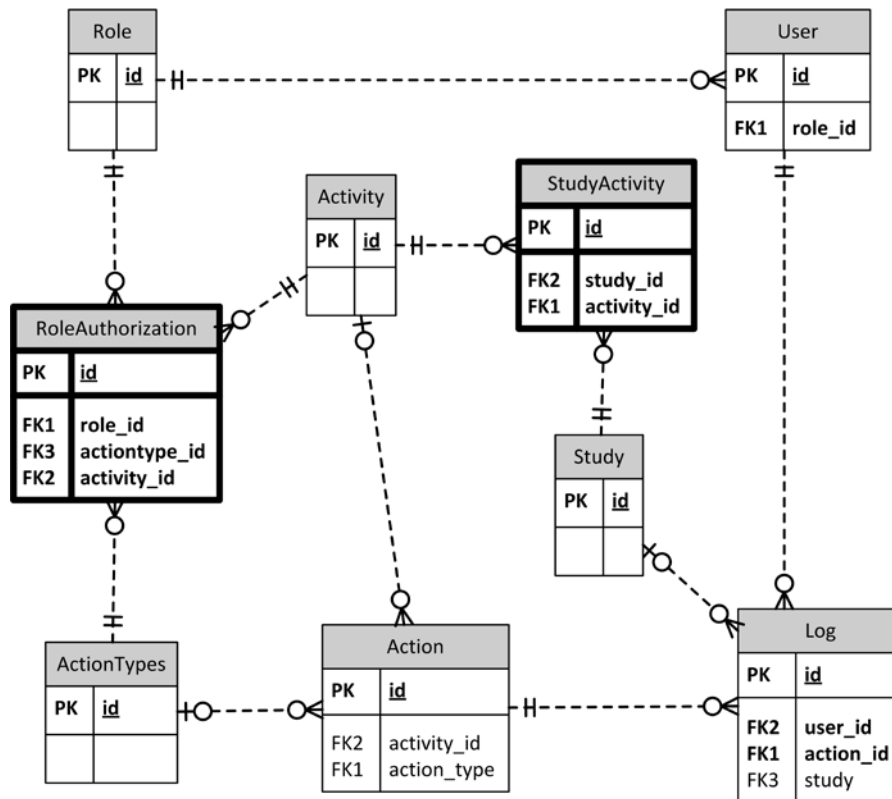 Role
PK id
User
PK id
FK1 role_id
Activity
PK id
StudyActivity
PK id
FK2 study_id
FK1 activity_id
RoleAuthorization
PK id
FK1 role_id
FK3 actiontype_id
FK2 activity_id
Study
PK id
ActionTypes
PK id
Action
PK id
FK2 activity_id
FK1 action_type
Log
PK id
FK2 user_id
FK1 action_id
FK3 study